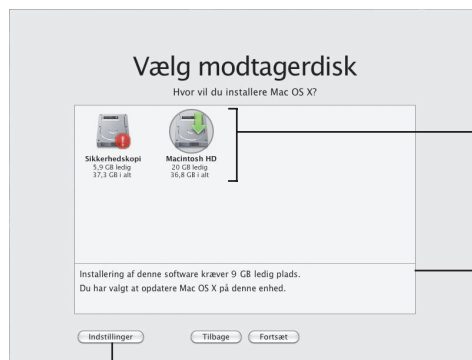 Vælg modtagerdisk
Hvor vil du installere Mac OS X?
Sikkerhedskopi
5,9 GB ledig
37,3 GB i alt
Macintosh HD
20 GB ledig
36,8 GB i alt
Installering af denne software kræver 9 GB ledig plads.
Du har valgt at opdatere Mac OS X på denne enhed.
Indstillinger
Tilbage
Fortsæt